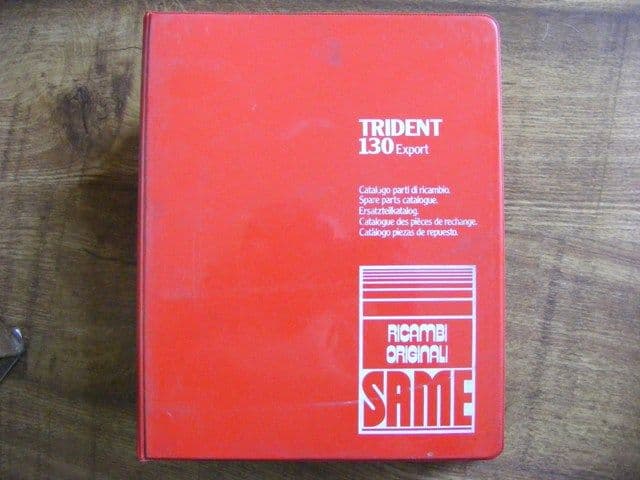 TRIDENT
130 Export
Catalogo parti di ricambio.
Spare parts catalogue.
Ersatzteilkatalog.
Catalogue des pièces de rechange.
Catálogo piezas de repuesto.
RICAMBI
ORIGINALI
SAME